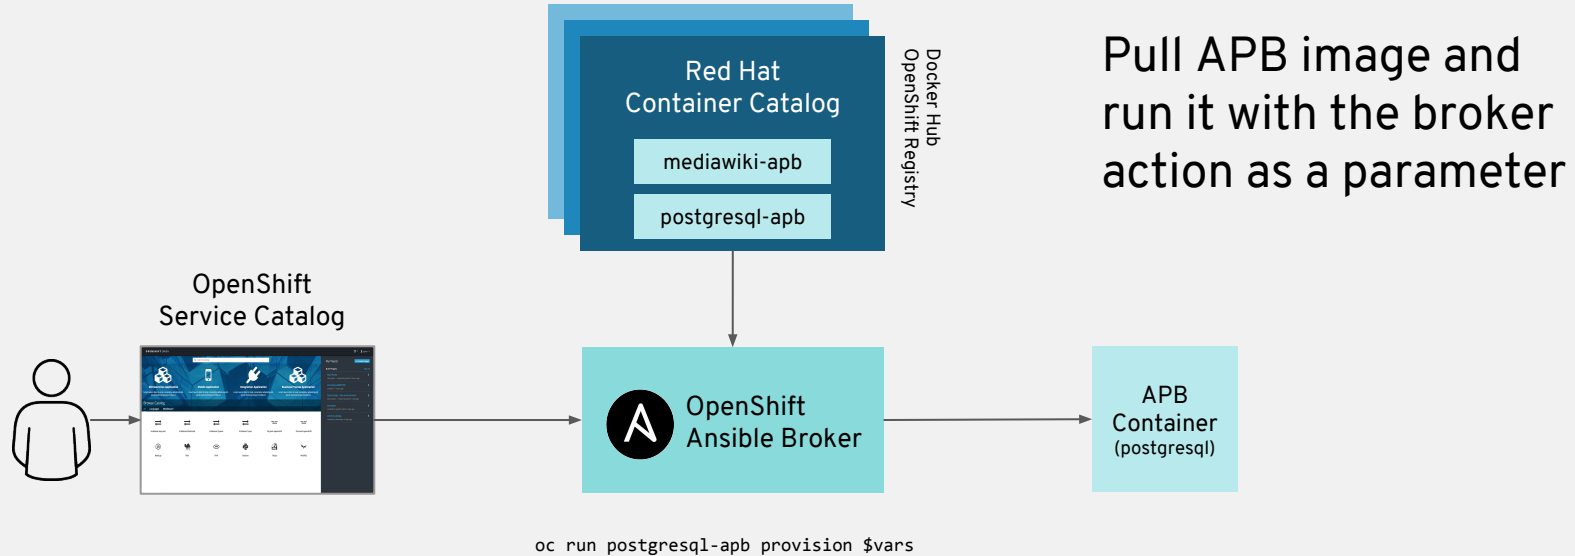 Pull APB image and
run it with the broker
action as a parameter
Red Hat
Container Catalog
mediawiki-apb
postgresql-apb
Docker Hub
OpenShift Registry
OpenShift
Service Catalog
OpenShift
Ansible Broker
APB
Container
(postgresql)
oc run postgresql-apb provision $vars